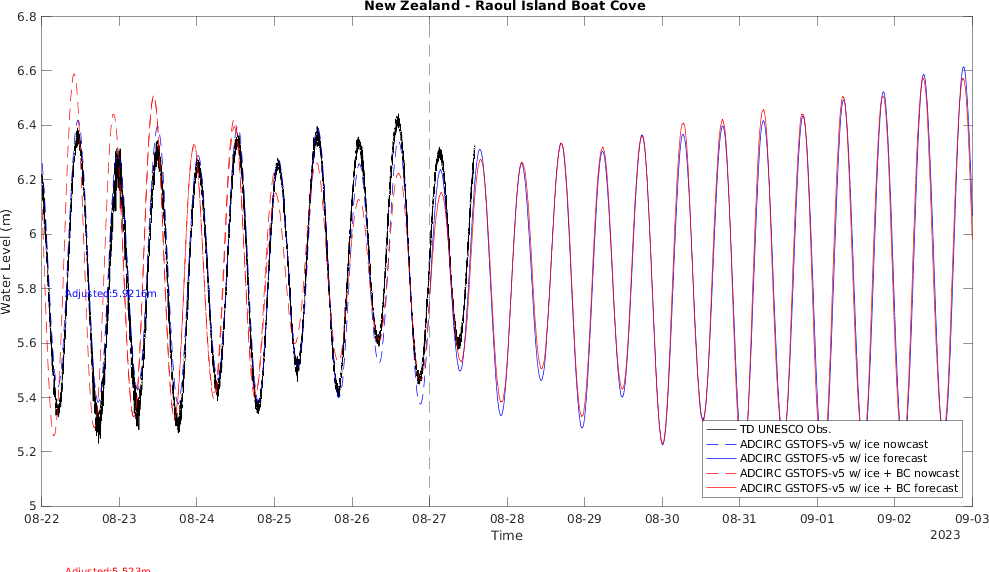 New Zealand - Raoul Island Boat Cove
6.8
6.6
6.4
6.2
6
5.8
5.6
5.4
5.2
5
Water Level (m)
Adjusted:5.9216m
TD UNESCO Obs.
ADCIRC GSTOFS-v5 w/ ice nowcast
ADCIRC GSTOFS-v5 w/ ice forecast
ADCIRC GSTOFS-v5 w/ ice + BC nowcast
ADCIRC GSTOFS-v5 w/ ice + BC forecast
08-22 08-23 08-24 08-25 08-26 08-27 08-28 08-29 08-30 08-31 09-01 09-02 09-03
Time
2023
Adjusted:5.523m